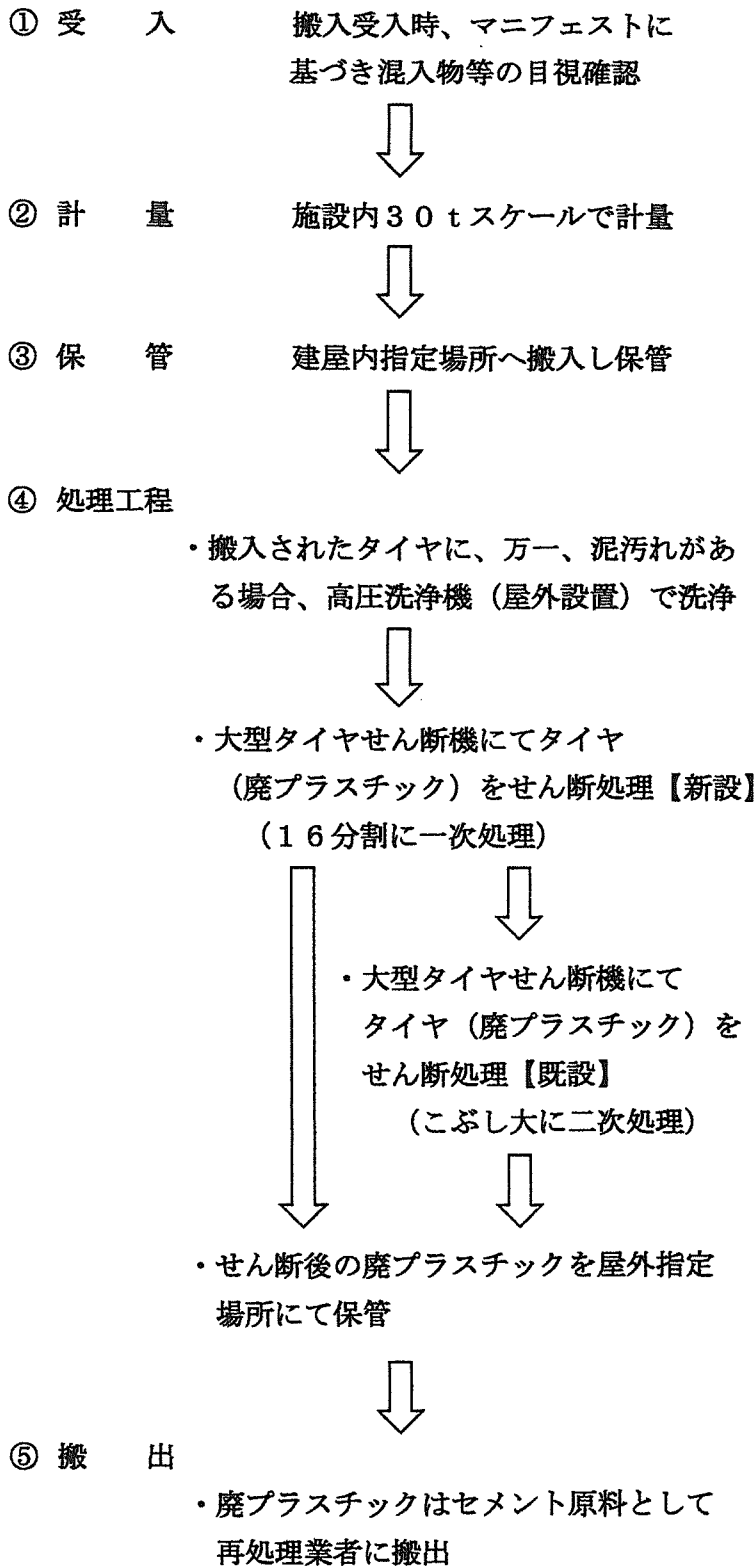 ① 受　　入　　搬入受入時、マニフェストに
基づき混入物等の目視確認
② 計　　量　　施設内３０ｔスケールで計量
③ 保　　管　　建屋内指定場所へ搬入し保管
④ 処理工程
・搬入されたタイヤに、万一、泥汚れがあ
る場合、高圧洗浄機（屋外設置）で洗浄
・大型タイヤせん断機にてタイヤ
（廃プラスチック）をせん断処理【新設】
（１６分割に一次処理）
・大型タイヤせん断機にて
タイヤ（廃プラスチック）を
せん断処理【既設】
（こぶし大に二次処理）
・せん断後の廃プラスチックを屋外指定
場所にて保管
⑤ 搬　　出
・廃プラスチックはセメント原料として
再処理業者に搬出